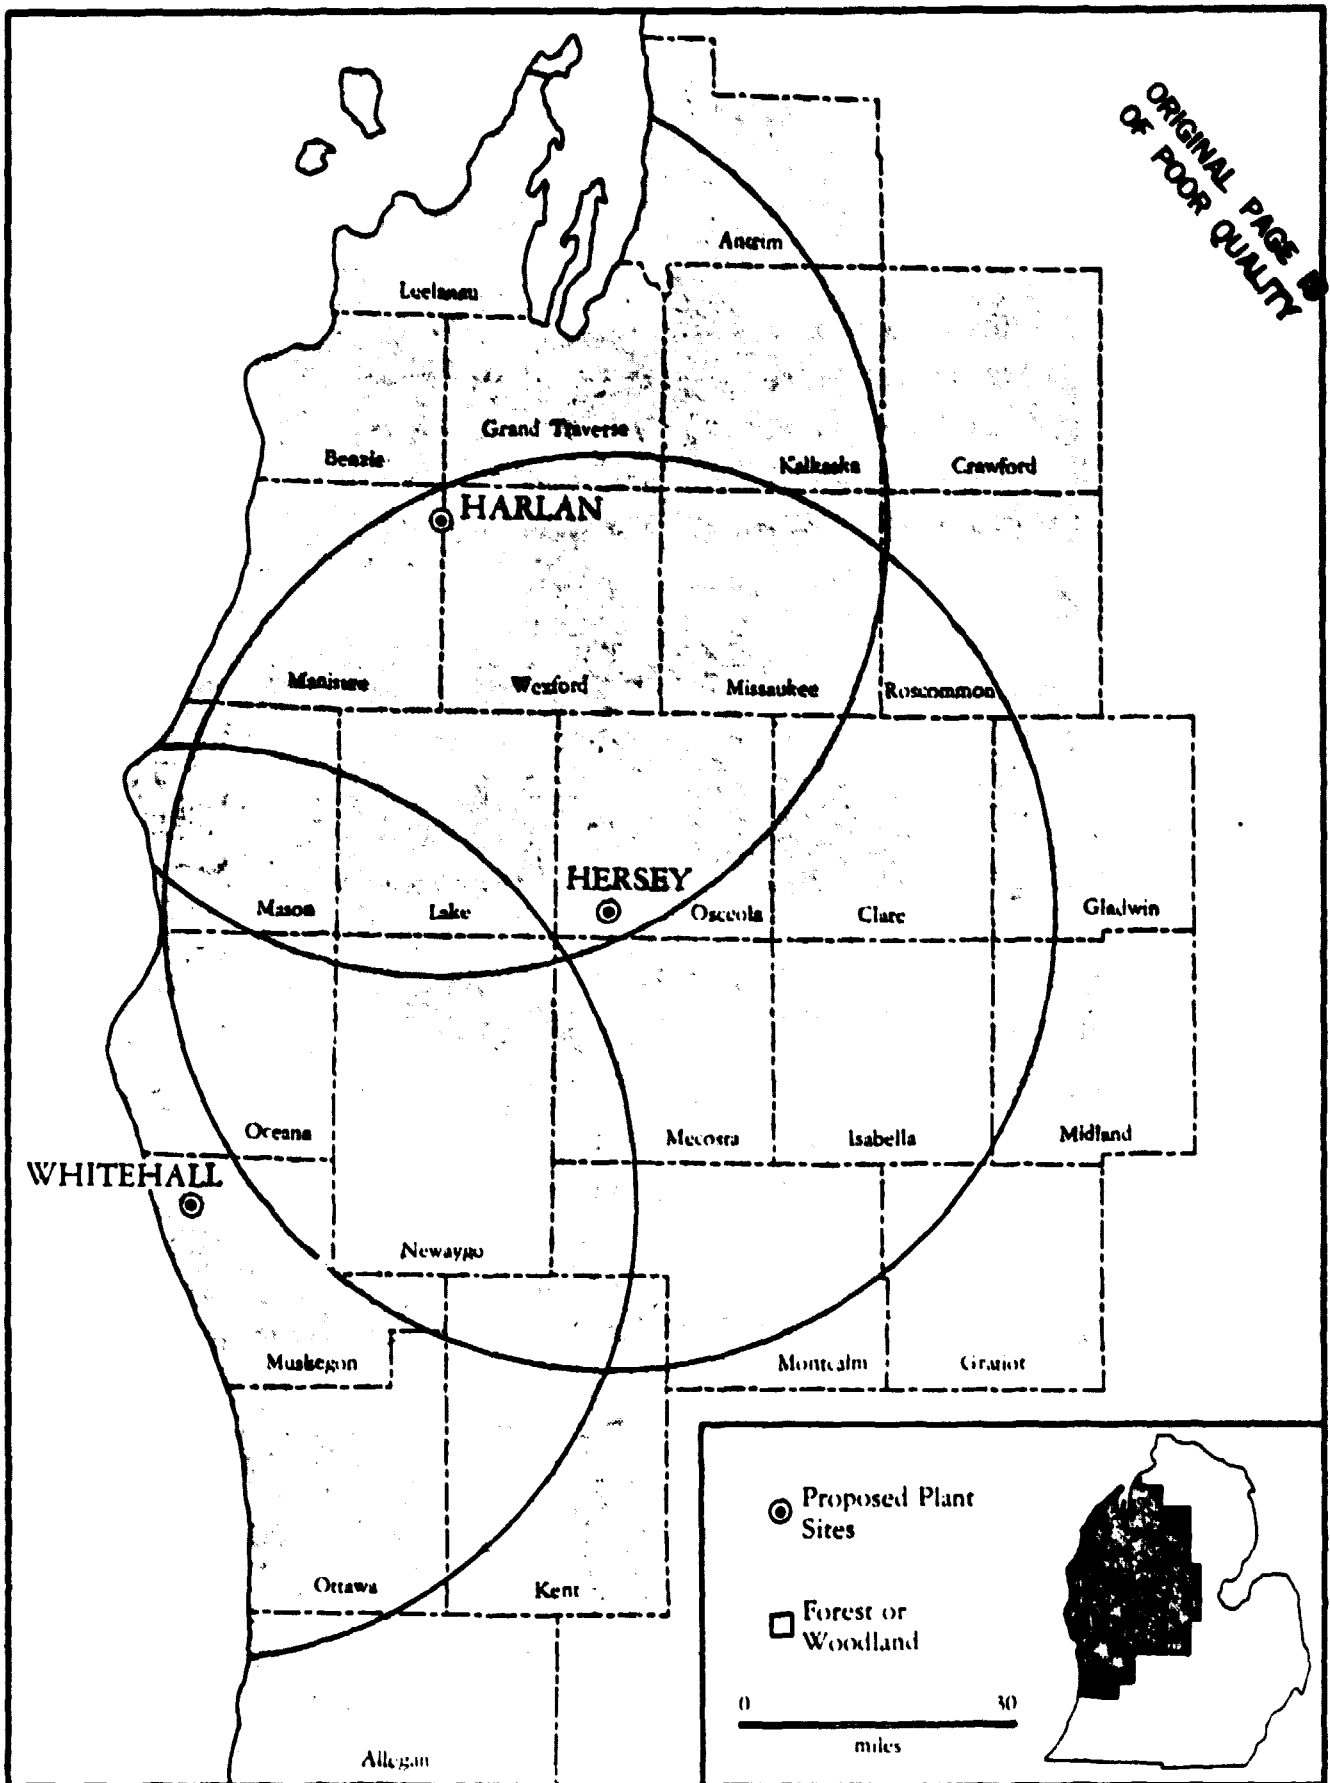 ORIGINAL PAGE IS
OF POOR QUALITY
Antrim
Leelanau
Grand Traverse
Benzie
Kalkaska
Crawford
HARLAN
Manistee
Wexford
Missaukee
Roscommon
HERSEY
Mason
Lake
Osceola
Clare
Gladwin
Oceana
Mecosta
Isabella
Midland
WHITEHALL
Newaygo
Muskegon
Montcalm
Gratiot
Ottawa
Kent
Allegan
Proposed Plant
Sites
Forest or
Woodland
0 30
miles